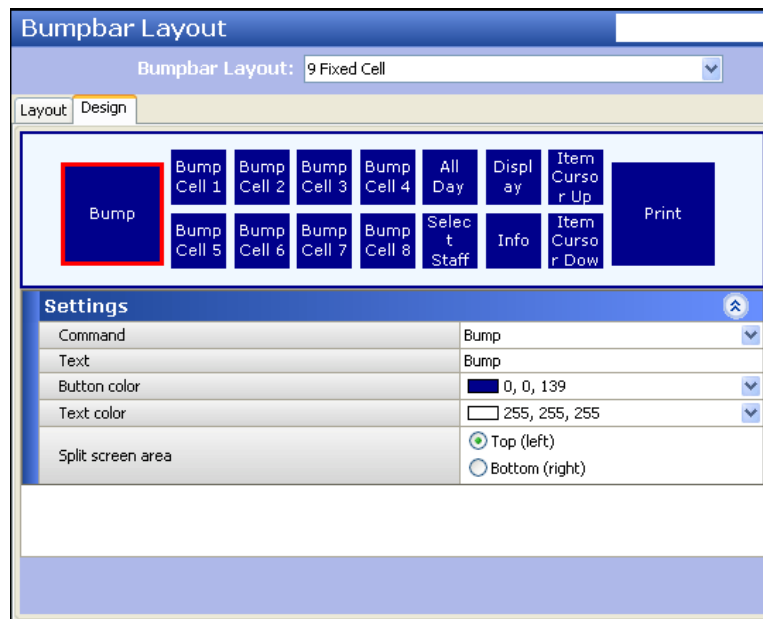 Bumpbar Layout
Bumpbar Layout: 9 Fixed Cell
Layout Design
Bump
Bump
Cell 1
Bump
Cell 2
Bump
Cell 3
Bump
Cell 4
All
Day
Displ
ay
Item
Curso
r Up
Print
Bump
Cell 5
Bump
Cell 6
Bump
Cell 7
Bump
Cell 8
Selec
t
Staff
Info
Item
Curso
r Dow
Settings
Command Bump
Text Bump
Button color 0, 0, 139
Text color 255, 255, 255
Split screen area
Top (left)
Bottom (right)